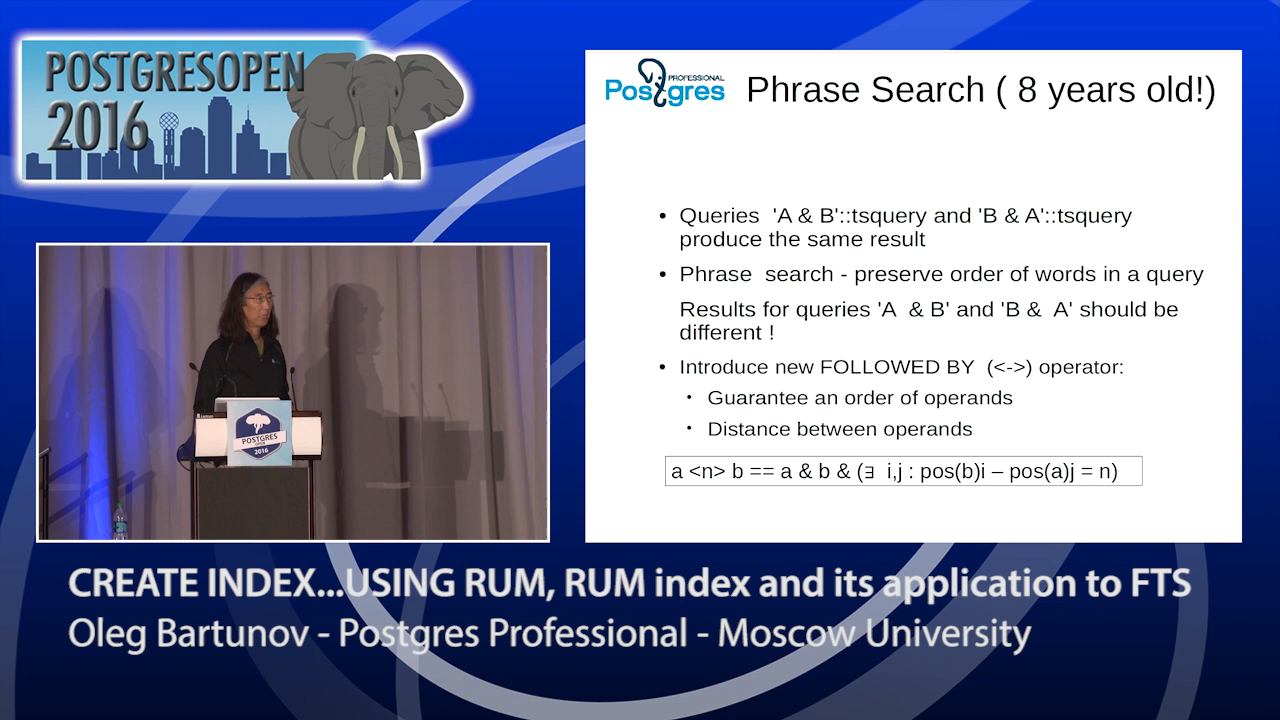 POSTGRESOPEN
2016
PROFESSIONAL
Postgres
Phrase Search ( 8 years old!)
• Queries 'A & B'::tsquery and 'B & A'::tsquery
produce the same result
• Phrase search - preserve order of words in a query
Results for queries 'A & B' and 'B & A' should be
different !
• Introduce new FOLLOWED BY (<->) operator:
• Guarantee an order of operands
• Distance between operands
a <n> b == a & b & (∃ i,j : pos(b)i – pos(a)j = n)
POSTGRES
OPEN
2016
CREATE INDEX...USING RUM, RUM index and its application to FTS
Oleg Bartunov - Postgres Professional - Moscow University